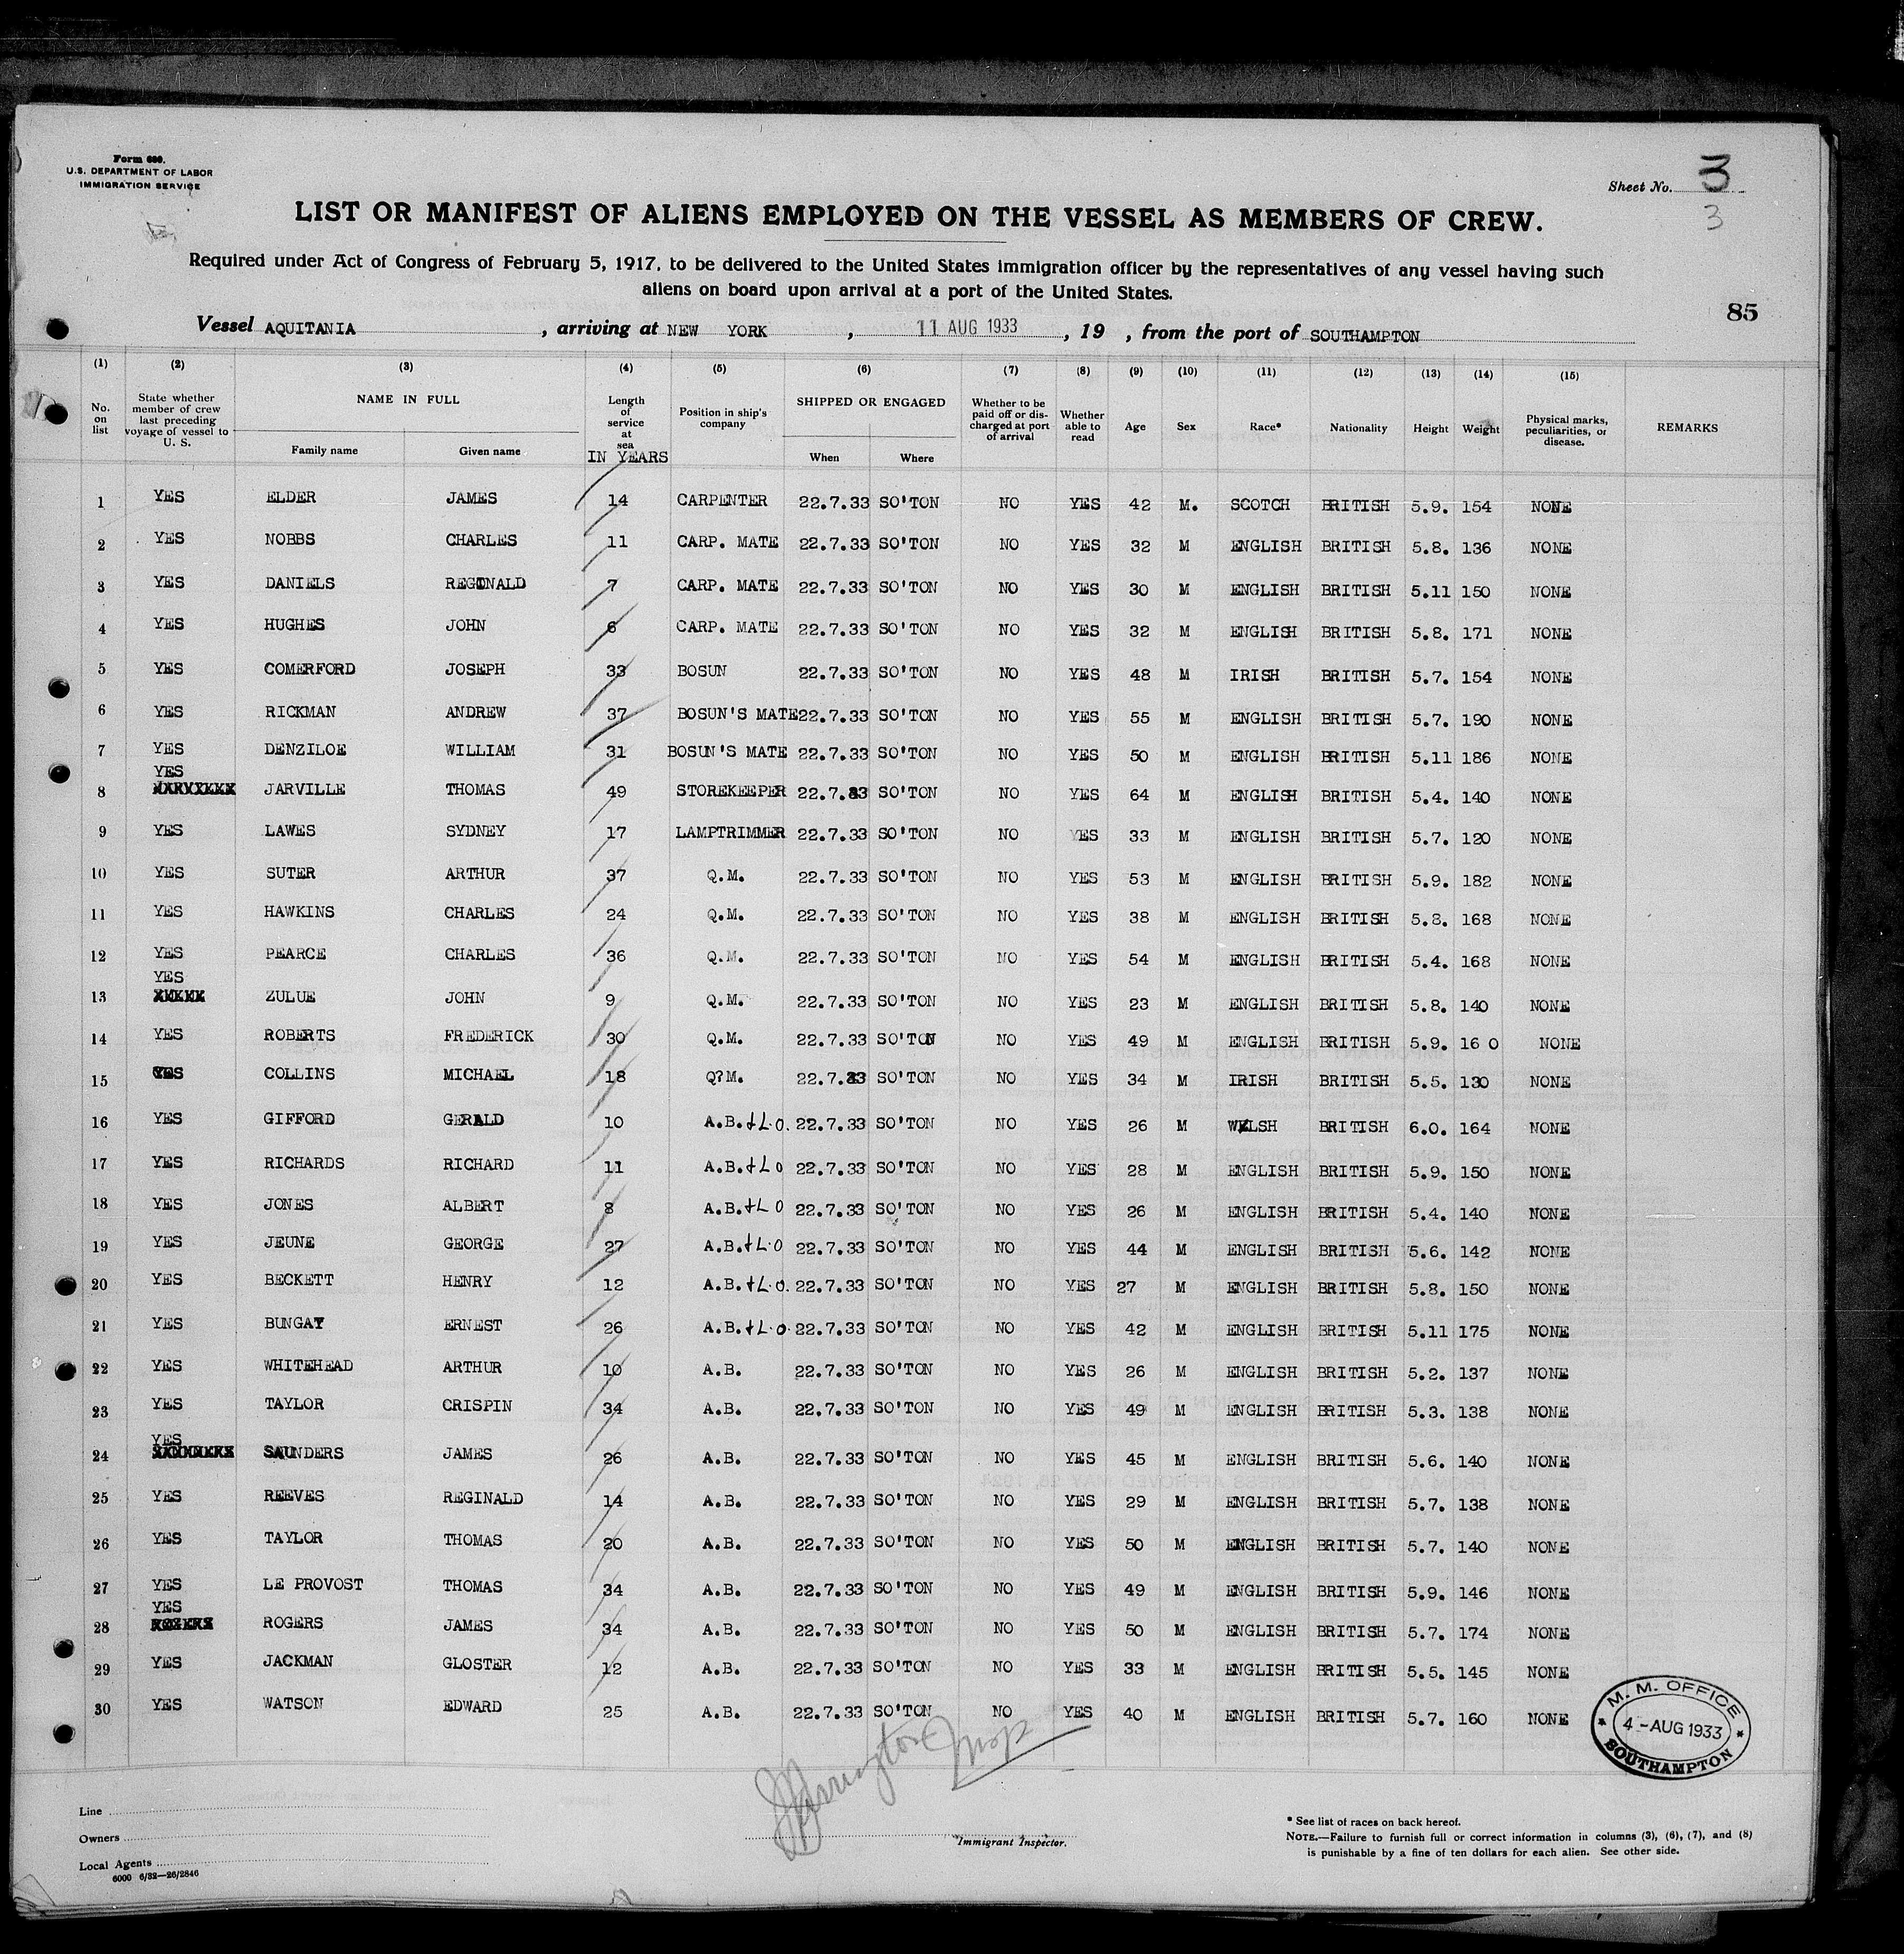 Form 680.
U.S. DEPARTMENT OF LABOR
IMMIGRATION SERVICE
Sheet No. 3
3
LIST OR MANIFEST OF ALIENS EMPLOYED ON THE VESSEL AS MEMBERS OF CREW.
Required under Act of Congress of February 5, 1917, to be delivered to the United States immigration officer by the representatives of any vessel having such
aliens on board upon arrival at a port of the United States.
85
Vessel AQUITANIA, arriving at NEW YORK, 11 AUG 1933, 19 , from the port of SOUTHAMPTON
(1) (2) (3) (4) (5) (6) (7) (8) (9) (10) (11) (12) (13) (14) (15)
No. on list State whether member of crew last preceding voyage of vessel to U. S. NAME IN FULL Family name Given name Length of service at sea IN YEARS Position in ship's company SHIPPED OR ENGAGED When Where Whether to be paid off or discharged at port of arrival Whether able to read Age Sex Race* Nationality Height Weight Physical marks, peculiarities, or disease. REMARKS
1 YES ELDER JAMES 14 CARPENTER 22.7.33 SO'TON NO YES 42 M. SCOTCH BRITISH 5.9. 154 NONE
2 YES NOBBS CHARLES 11 CARP. MATE 22.7.33 SO'TON NO YES 32 M ENGLISH BRITISH 5.8. 136 NONE
3 YES DANIELS REGINALD 7 CARP. MATE 22.7.33 SO'TON NO YES 30 M ENGLISH BRITISH 5.11 150 NONE
4 YES HUGHES JOHN 6 CARP. MATE 22.7.33 SO'TON NO YES 32 M ENGLISH BRITISH 5.8. 171 NONE
5 YES COMERFORD JOSEPH 33 BOSUN 22.7.33 SO'TON NO YES 48 M IRISH BRITISH 5.7. 154 NONE
6 YES RICKMAN ANDREW 37 BOSUN'S MATE 22.7.33 SO'TON NO YES 55 M ENGLISH BRITISH 5.7. 190 NONE
7 YES DENZILOE WILLIAM 31 BOSUN'S MATE 22.7.33 SO'TON NO YES 50 M ENGLISH BRITISH 5.11 186 NONE
8 YES JARVILLE THOMAS 49 STOREKEEPER 22.7.33 SO'TON NO YES 64 M ENGLISH BRITISH 5.4. 140 NONE
9 YES LAWES SYDNEY 17 LAMPTRIMMER 22.7.33 SO'TON NO YES 33 M ENGLISH BRITISH 5.7. 120 NONE
10 YES SUTER ARTHUR 37 Q.M. 22.7.33 SO'TON NO YES 53 M ENGLISH BRITISH 5.9. 182 NONE
11 YES HAWKINS CHARLES 24 Q.M. 22.7.33 SO'TON NO YES 38 M ENGLISH BRITISH 5.8. 168 NONE
12 YES PEARCE CHARLES 36 Q.M. 22.7.33 SO'TON NO YES 54 M ENGLISH BRITISH 5.4. 168 NONE
13 YES ZULUE JOHN 9 Q.M. 22.7.33 SO'TON NO YES 23 M ENGLISH BRITISH 5.8. 140 NONE
14 YES ROBERTS FREDERICK 30 Q.M. 22.7.33 SO'TON NO YES 49 M ENGLISH BRITISH 5.9. 16 0 NONE
15 YES COLLINS MICHAEL 18 Q?M. 22.7.33 SO'TON NO YES 34 M IRISH BRITISH 5.5. 130 NONE
16 YES GIFFORD GERALD 10 A.B.+L.O. 22.7.33 SO'TON NO YES 26 M WELSH BRITISH 6.0. 164 NONE
17 YES RICHARDS RICHARD 11 A.B.+L O 22.7.33 SO'TON NO YES 28 M ENGLISH BRITISH 5.9. 150 NONE
18 YES JONES ALBERT 8 A.B.+L O 22.7.33 SO'TON NO YES 26 M ENGLISH BRITISH 5.4. 140 NONE
19 YES JEUNE GEORGE 27 A.B.+L.O 22.7.33 SO'TON NO YES 44 M ENGLISH BRITISH 5.6. 142 NONE
20 YES BECKETT HENRY 12 A.B.+L.O. 22.7.33 SO'TON NO YES 27 M ENGLISH BRITISH 5.8. 150 NONE
21 YES BUNGAY ERNEST 26 A.B.+L.O. 22.7.33 SO'TON NO YES 42 M ENGLISH BRITISH 5.11 175 NONE
22 YES WHITEHEAD ARTHUR 10 A.B. 22.7.33 SO'TON NO YES 26 M ENGLISH BRITISH 5.2. 137 NONE
23 YES TAYLOR CRISPIN 34 A.B. 22.7.33 SO'TON NO YES 49 M ENGLISH BRITISH 5.3. 138 NONE
24 YES SAUNDERS JAMES 26 A.B. 22.7.33 SO'TON NO YES 45 M ENGLISH BRITISH 5.6. 140 NONE
25 YES REEVES REGINALD 14 A.B. 22.7.33 SO'TON NO YES 29 M ENGLISH BRITISH 5.7. 138 NONE
26 YES TAYLOR THOMAS 20 A.B. 22.7.33 SO'TON NO YES 50 M ENGLISH BRITISH 5.7. 140 NONE
27 YES LE PROVOST THOMAS 34 A.B. 22.7.33 SO'TON NO YES 49 M ENGLISH BRITISH 5.9. 146 NONE
28 YES ROGERS JAMES 34 A.B. 22.7.33 SO'TON NO YES 50 M ENGLISH BRITISH 5.7. 174 NONE
29 YES JACKMAN GLOSTER 12 A.B. 22.7.33 SO'TON NO YES 33 M ENGLISH BRITISH 5.5. 145 NONE
30 YES WATSON EDWARD 25 A.B. 22.7.33 SO'TON NO YES 40 M ENGLISH BRITISH 5.7. 160 NONE
M. M. OFFICE
4 - AUG 1933
SOUTHAMPTON
Line
Owners
Local Agents
6000 6/32—26/2846
Immigrant Inspector.
* See list of races on back hereof.
NOTE.—Failure to furnish full or correct information in columns (3), (6), (7), and (8)
is punishable by a fine of ten dollars for each alien. See other side.